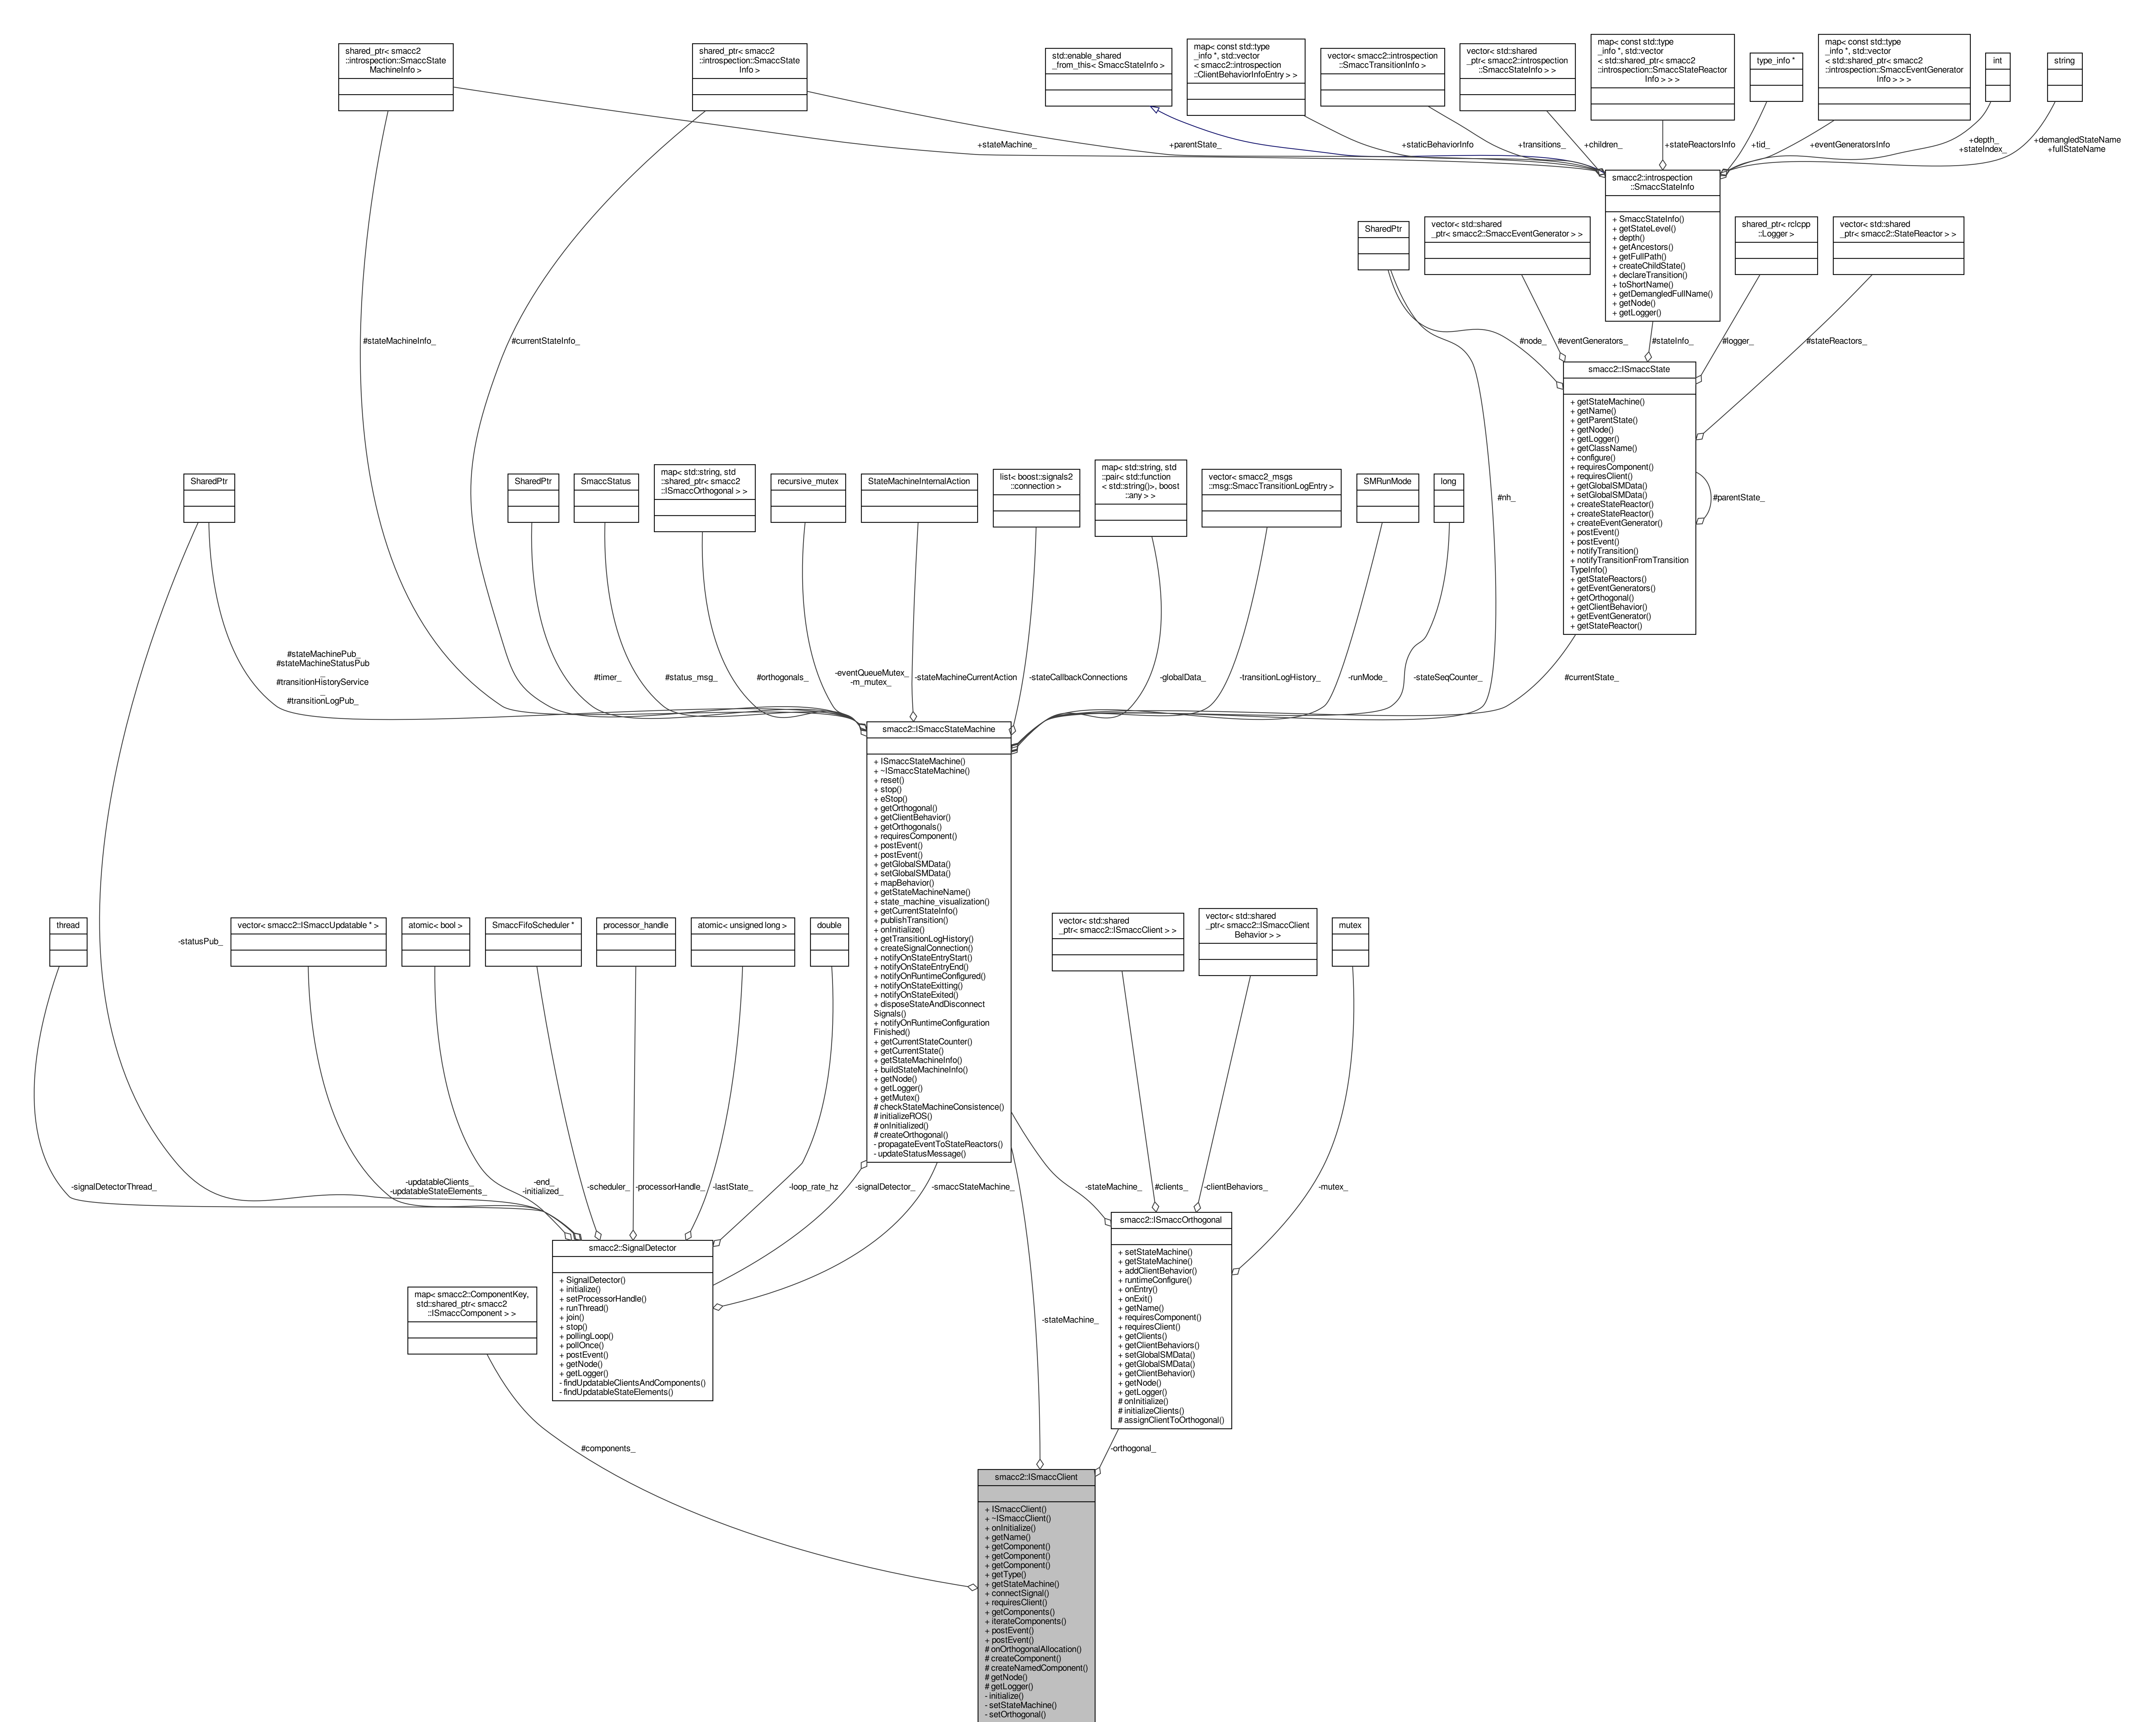 shared_ptr< smacc2
::introspection::SmaccState
MachineInfo >
shared_ptr< smacc2
::introspection::SmaccState
Info >
std::enable_shared
_from_this< SmaccStateInfo >
map< const std::type
_info *, std::vector
< smacc2::introspection
::ClientBehaviorInfoEntry > >
vector< smacc2::introspection
::SmaccTransitionInfo >
vector< std::shared
_ptr< smacc2::introspection
::SmaccStateInfo > >
map< const std::type
_info *, std::vector
< std::shared_ptr< smacc2
::introspection::SmaccStateReactor
Info > > >
type_info *
map< const std::type
_info *, std::vector
< std::shared_ptr< smacc2
::introspection::SmaccEventGenerator
Info > > >
int
string
+stateMachine_
+parentState_
+staticBehaviorInfo
+transitions_
+children_
+stateReactorsInfo
+tid_
+eventGeneratorsInfo
+depth_
+stateIndex_
+demangledStateName
+fullStateName
smacc2::introspection
::SmaccStateInfo
+ SmaccStateInfo()
+ getStateLevel()
+ depth()
+ getAncestors()
+ getFullPath()
+ createChildState()
+ declareTransition()
+ toShortName()
+ getDemangledFullName()
+ getNode()
+ getLogger()
SharedPtr
vector< std::shared
_ptr< smacc2::SmaccEventGenerator > >
shared_ptr< rclcpp
::Logger >
vector< std::shared
_ptr< smacc2::StateReactor > >
#stateMachineInfo_
#currentStateInfo_
#node_
#eventGenerators_
#stateInfo_
#logger_
#stateReactors_
smacc2::ISmaccState
+ getStateMachine()
+ getName()
+ getParentState()
+ getNode()
+ getLogger()
+ getClassName()
+ configure()
+ requiresComponent()
+ requiresClient()
+ getGlobalSMData()
+ setGlobalSMData()
+ createStateReactor()
+ createStateReactor()
+ createEventGenerator()
+ postEvent()
+ postEvent()
+ notifyTransition()
+ notifyTransitionFromTransition
TypeInfo()
+ getStateReactors()
+ getEventGenerators()
+ getOrthogonal()
+ getClientBehavior()
+ getEventGenerator()
+ getStateReactor()
#parentState_
SharedPtr
SharedPtr
SmaccStatus
map< std::string, std
::shared_ptr< smacc2
::ISmaccOrthogonal > >
recursive_mutex
StateMachineInternalAction
list< boost::signals2
::connection >
map< std::string, std
::pair< std::function
< std::string()>, boost
::any > >
vector< smacc2_msgs
::msg::SmaccTransitionLogEntry >
SMRunMode
long
#nh_
#stateMachinePub_
#stateMachineStatusPub
_
#transitionHistoryService
_
#transitionLogPub_
#timer_
#status_msg_
#orthogonals_
-eventQueueMutex_
-m_mutex_
-stateMachineCurrentAction
-stateCallbackConnections
-globalData_
-transitionLogHistory_
-runMode_
-stateSeqCounter_
#currentState_
smacc2::ISmaccStateMachine
+ ISmaccStateMachine()
+ ~ISmaccStateMachine()
+ reset()
+ stop()
+ eStop()
+ getOrthogonal()
+ getClientBehavior()
+ getOrthogonals()
+ requiresComponent()
+ postEvent()
+ postEvent()
+ getGlobalSMData()
+ setGlobalSMData()
+ mapBehavior()
+ getStateMachineName()
+ state_machine_visualization()
+ getCurrentStateInfo()
+ publishTransition()
+ onInitialize()
+ getTransitionLogHistory()
+ createSignalConnection()
+ notifyOnStateEntryStart()
+ notifyOnStateEntryEnd()
+ notifyOnRuntimeConfigured()
+ notifyOnStateExitting()
+ notifyOnStateExited()
+ disposeStateAndDisconnect
Signals()
+ notifyOnRuntimeConfiguration
Finished()
+ getCurrentStateCounter()
+ getCurrentState()
+ getStateMachineInfo()
+ buildStateMachineInfo()
+ getNode()
+ getLogger()
+ getMutex()
# checkStateMachineConsistence()
# initializeROS()
# onInitialized()
# createOrthogonal()
- propagateEventToStateReactors()
- updateStatusMessage()
thread
-statusPub_
vector< smacc2::ISmaccUpdatable * >
atomic< bool >
SmaccFifoScheduler *
processor_handle
atomic< unsigned long >
double
vector< std::shared
_ptr< smacc2::ISmaccClient > >
vector< std::shared
_ptr< smacc2::ISmaccClient
Behavior > >
mutex
-signalDetectorThread_
-updatableClients_
-updatableStateElements_
-end_
-initialized_
-scheduler_
-processorHandle_
-lastState_
-loop_rate_hz
-signalDetector_
-smaccStateMachine_
-stateMachine_
#clients_
-clientBehaviors_
-mutex_
smacc2::SignalDetector
+ SignalDetector()
+ initialize()
+ setProcessorHandle()
+ runThread()
+ join()
+ stop()
+ pollingLoop()
+ pollOnce()
+ postEvent()
+ getNode()
+ getLogger()
- findUpdatableClientsAndComponents()
- findUpdatableStateElements()
smacc2::ISmaccOrthogonal
+ setStateMachine()
+ getStateMachine()
+ addClientBehavior()
+ runtimeConfigure()
+ onEntry()
+ onExit()
+ getName()
+ requiresComponent()
+ requiresClient()
+ getClients()
+ getClientBehaviors()
+ setGlobalSMData()
+ getGlobalSMData()
+ getClientBehavior()
+ getNode()
+ getLogger()
# onInitialize()
# initializeClients()
# assignClientToOrthogonal()
map< smacc2::ComponentKey,
std::shared_ptr< smacc2
::ISmaccComponent > >
-stateMachine_
#components_
-orthogonal_
smacc2::ISmaccClient
+ ISmaccClient()
+ ~ISmaccClient()
+ onInitialize()
+ getName()
+ getComponent()
+ getComponent()
+ getComponent()
+ getType()
+ getStateMachine()
+ connectSignal()
+ requiresClient()
+ getComponents()
+ iterateComponents()
+ postEvent()
+ postEvent()
# onOrthogonalAllocation()
# createComponent()
# createNamedComponent()
# getNode()
# getLogger()
- initialize()
- setStateMachine()
- setOrthogonal()